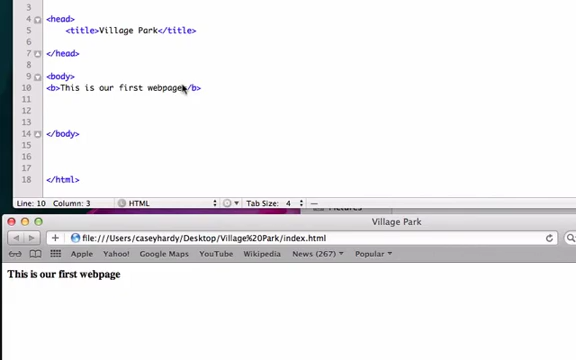 3
4 <head>
5 <title>Village Park</title>
6
7 </head>
8
9 <body>
10 <b>This is our first webpage</b>
11
12
13
14 </body>
15
16
17
18 </html>
Line: 10 Column: 3 HTML Tab Size: 4 —
Pictures
Village Park
file:///Users/caseyhardy/Desktop/Village%20Park/index.html
Apple Yahoo! Google Maps YouTube Wikipedia News (267) Popular
This is our first webpage